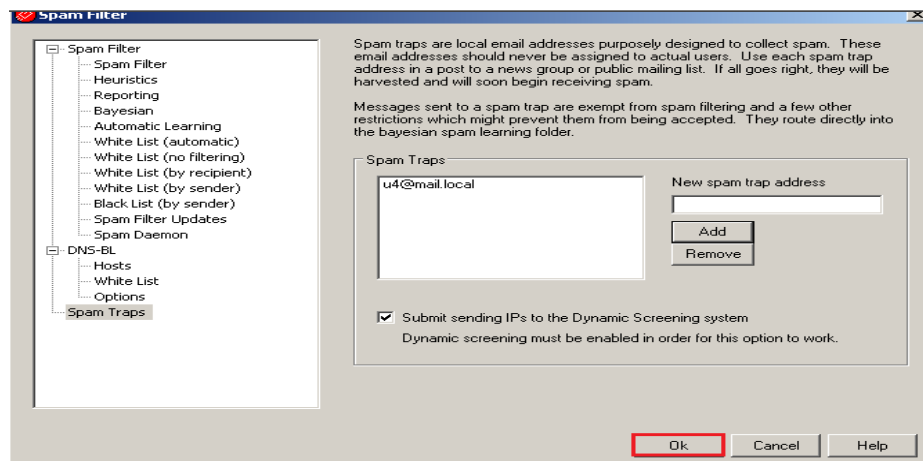 Spam Filter
Spam Filter
Spam Filter
Heuristics
Reporting
Bayesian
Automatic Learning
White List (automatic)
White List (no filtering)
White List (by recipient)
White List (by sender)
Black List (by sender)
Spam Filter Updates
Spam Daemon
DNS-BL
Hosts
White List
Options
Spam Traps
Spam traps are local email addresses purposely designed to collect spam. These
email addresses should never be assigned to actual users. Use each spam trap
address in a post to a news group or public mailing list. If all goes right, they will be
harvested and will soon begin receiving spam.
Messages sent to a spam trap are exempt from spam filtering and a few other
restrictions which might prevent them from being accepted. They route directly into
the bayesian spam learning folder.
Spam Traps
u4@mail.local
New spam trap address
Add
Remove
Submit sending IPs to the Dynamic Screening system
Dynamic screening must be enabled in order for this option to work.
Ok
Cancel
Help